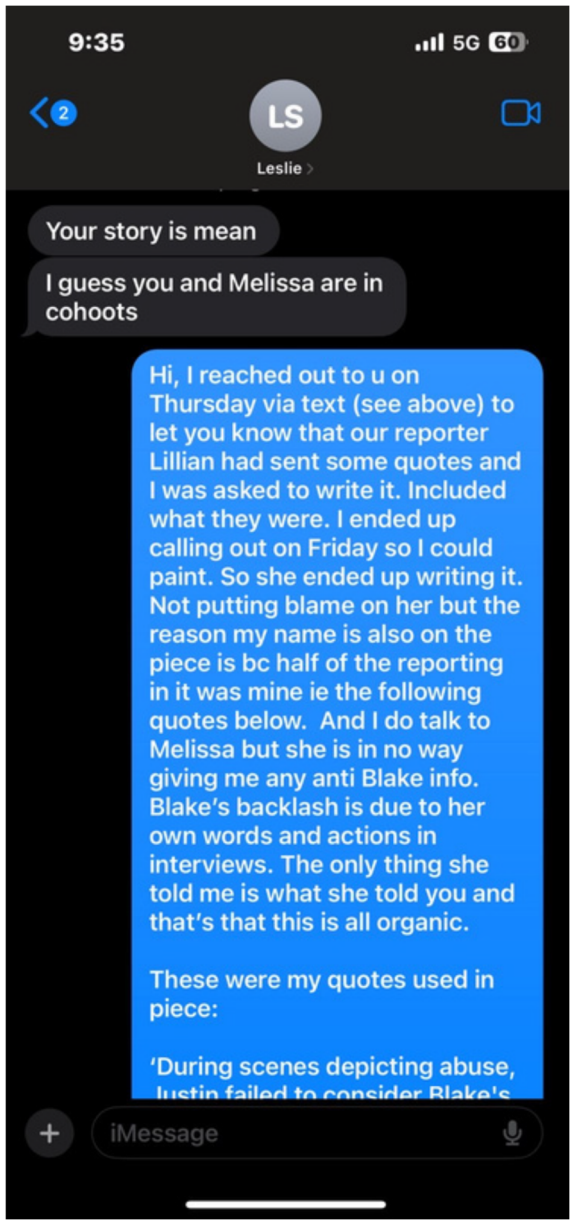 9:35
5G 60
2
LS
Leslie
Your story is mean
I guess you and Melissa are in
cohoots
Hi, I reached out to u on
Thursday via text (see above) to
let you know that our reporter
Lillian had sent some quotes and
I was asked to write it. Included
what they were. I ended up
calling out on Friday so I could
paint. So she ended up writing it.
Not putting blame on her but the
reason my name is also on the
piece is bc half of the reporting
in it was mine ie the following
quotes below.  And I do talk to
Melissa but she is in no way
giving me any anti Blake info.
Blake’s backlash is due to her
own words and actions in
interviews. The only thing she
told me is what she told you and
that’s that this is all organic.
These were my quotes used in
piece:
‘During scenes depicting abuse,
Justin failed to consider Blake's
iMessage